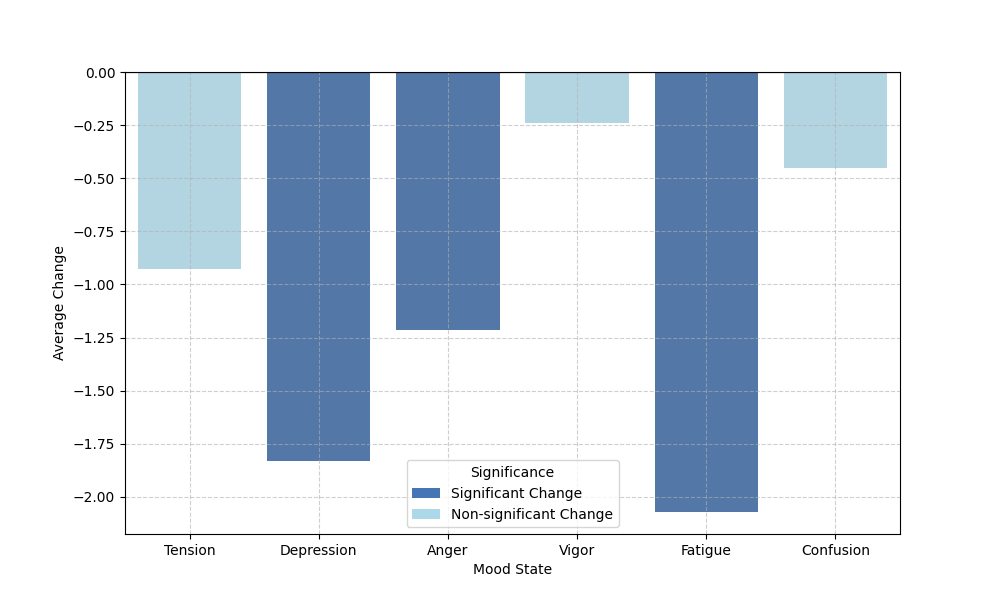 0.00
−0.25
−0.50
−0.75
−1.00
−1.25
−1.50
−1.75
−2.00
Average Change
Significance
Significant Change
Non-significant Change
Tension Depression Anger Vigor Fatigue Confusion
Mood State